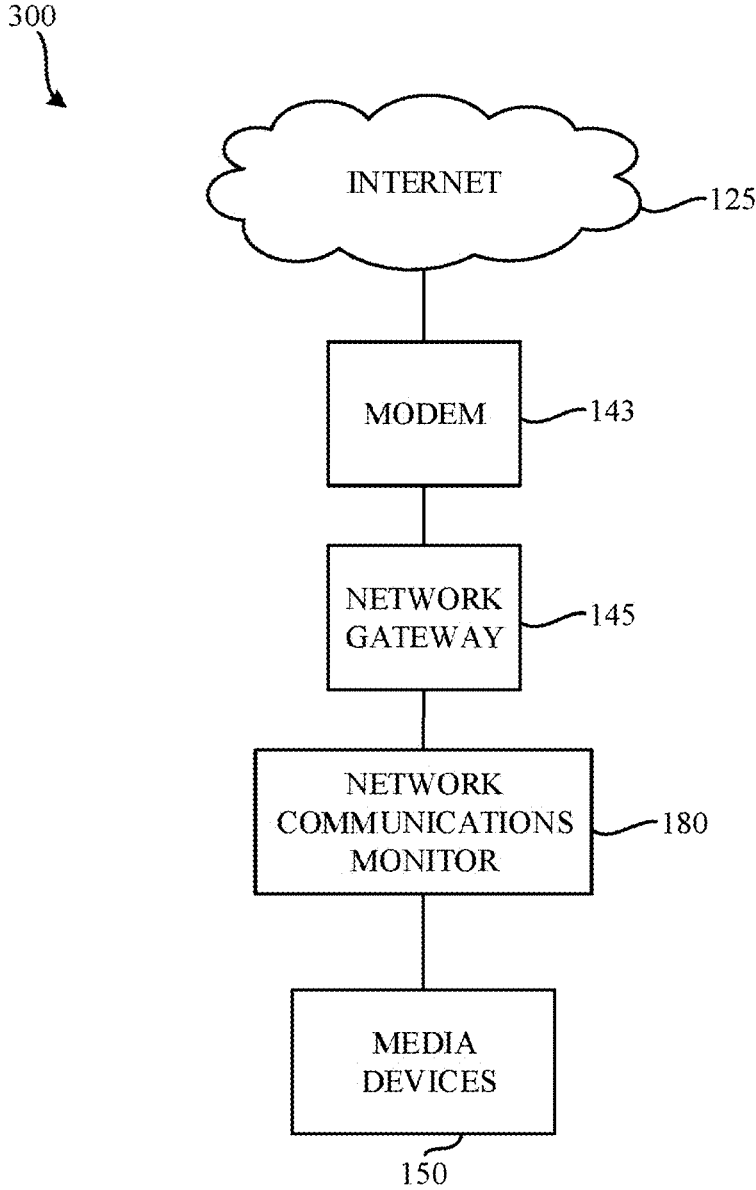 300
INTERNET
125
MODEM
143
NETWORK
GATEWAY
145
NETWORK
COMMUNICATIONS
MONITOR
180
MEDIA
DEVICES
150